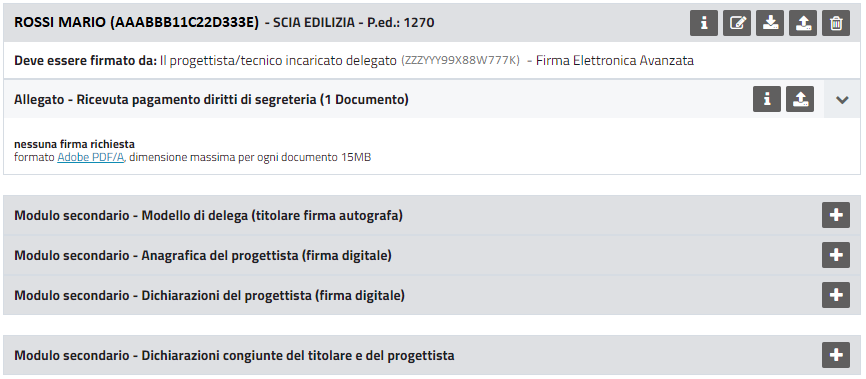 ROSSI MARIO (AAABBB11C22D333E) - SCIA EDILIZIA - P.ed.: 1270
Deve essere firmato da: Il progettista/tecnico incaricato delegato (ZZZYYY99X88W777K) - Firma Elettronica Avanzata
Allegato - Ricevuta pagamento diritti di segreteria (1 Documento)
nessuna firma richiesta
formato Adobe PDF/A, dimensione massima per ogni documento 15MB
Modulo secondario - Modello di delega (titolare firma autografa)
Modulo secondario - Anagrafica del progettista (firma digitale)
Modulo secondario - Dichiarazioni del progettista (firma digitale)
Modulo secondario - Dichiarazioni congiunte del titolare e del progettista